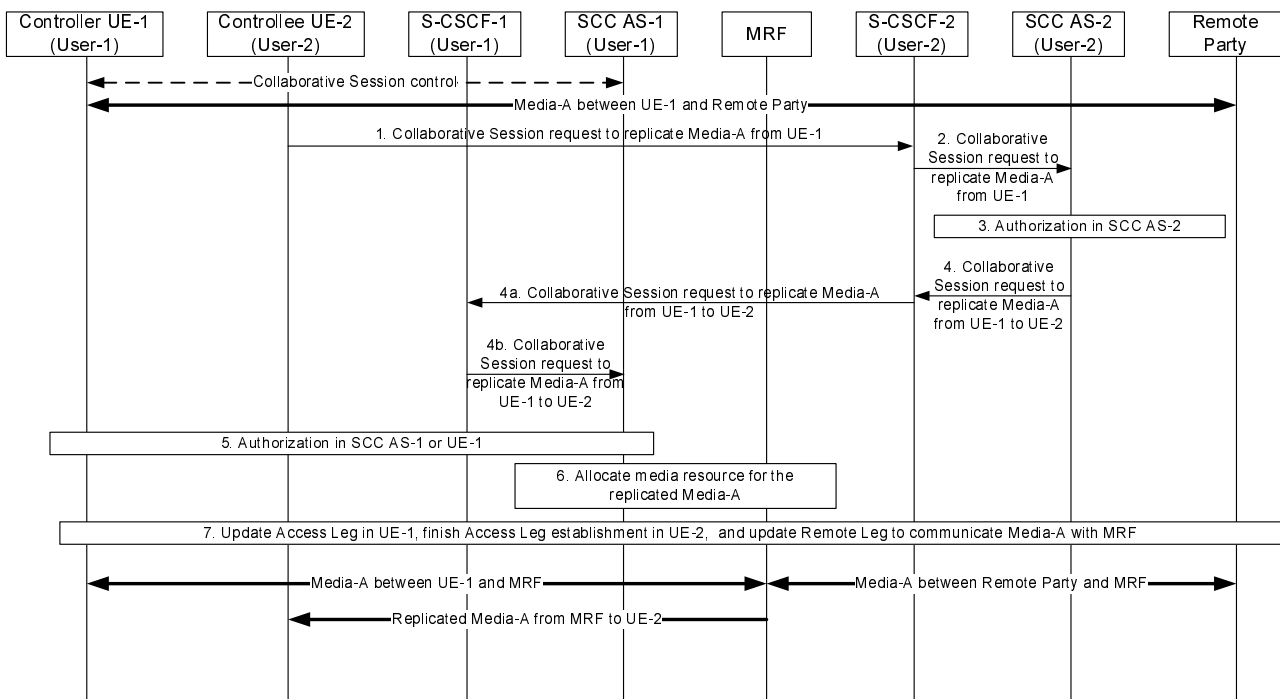 Controller UE-1
(User-1)
Controllee UE-2
(User-2)
S-CSCF-1
(User-1)
SCC AS-1
(User-1)
MRF
S-CSCF-2
(User-2)
SCC AS-2
(User-2)
Remote
Party
Collaborative Session control
Media-A between UE-1 and Remote Party
1. Collaborative Session request to replicate Media-A from UE-1
2. Collaborative
Session request to
replicate Media-A
from UE-1
3. Authorization in SCC AS-2
4. Collaborative
Session request to
replicate Media-A
from UE-1 to UE-2
4a. Collaborative Session request to replicate Media-A
from UE-1 to UE-2
4b. Collaborative
Session request to
replicate Media-A from
UE-1 to UE-2
5. Authorization in SCC AS-1 or UE-1
6. Allocate media resource for the
replicated Media-A
7. Update Access Leg in UE-1, finish Access Leg establishment in UE-2, and update Remote Leg to communicate Media-A with MRF
Media-A between UE-1 and MRF
Media-A between Remote Party and MRF
Replicated Media-A from MRF to UE-2